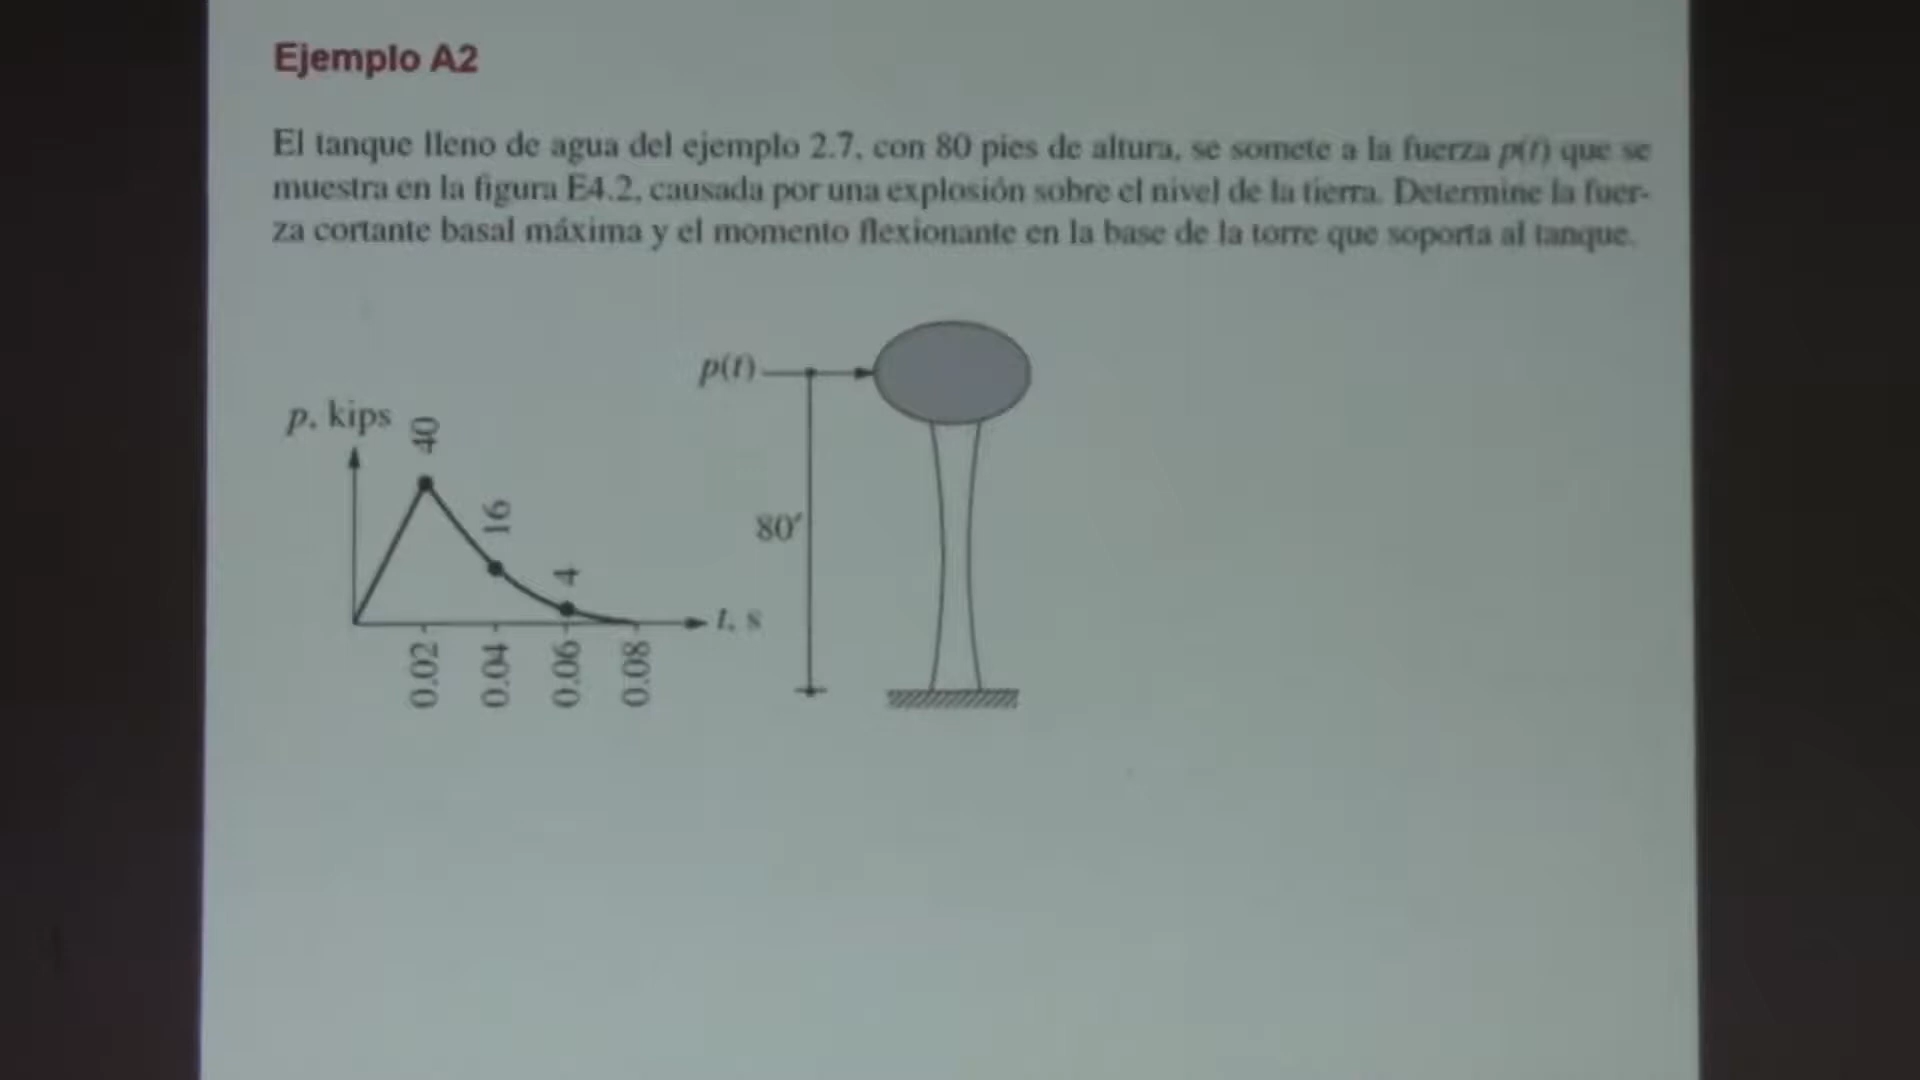 Ejemplo A2
El tanque lleno de agua del ejemplo 2.7, con 80 pies de altura, se somete a la fuerza p(t) que se
muestra en la figura E4.2, causada por una explosión sobre el nivel de la tierra. Determine la fuer-
za cortante basal máxima y el momento flexionante en la base de la torre que soporta al tanque.
p(t)
p, kips
40
16
4
80'
t, s
0.02
0.04
0.06
0.08